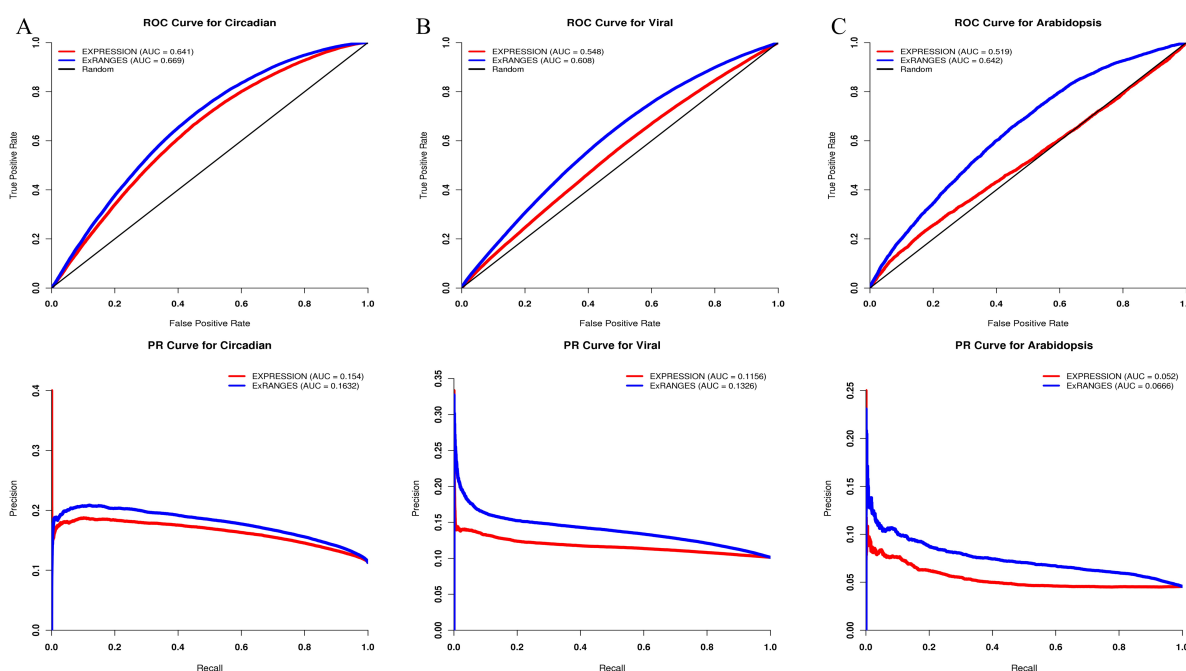 A
ROC Curve for Circadian
EXPRESSION (AUC = 0.641)
ExRANGES (AUC = 0.669)
Random
True Positive Rate
1.0
0.8
0.6
0.4
0.2
0.0
0.0 0.2 0.4 0.6 0.8 1.0
False Positive Rate
B
ROC Curve for Viral
EXPRESSION (AUC = 0.548)
ExRANGES (AUC = 0.608)
Random
True Positive Rate
1.0
0.8
0.6
0.4
0.2
0.0
0.0 0.2 0.4 0.6 0.8 1.0
False Positive Rate
C
ROC Curve for Arabidopsis
EXPRESSION (AUC = 0.519)
ExRANGES (AUC = 0.642)
Random
True Positive Rate
1.0
0.8
0.6
0.4
0.2
0.0
0.0 0.2 0.4 0.6 0.8 1.0
False Positive Rate
PR Curve for Circadian
EXPRESSION (AUC = 0.154)
ExRANGES (AUC = 0.1632)
Precision
0.4
0.3
0.2
0.1
0.0
0.0 0.2 0.4 0.6 0.8 1.0
Recall
PR Curve for Viral
EXPRESSION (AUC = 0.1156)
ExRANGES (AUC = 0.1326)
Precision
0.35
0.30
0.25
0.20
0.15
0.10
0.05
0.00
0.0 0.2 0.4 0.6 0.8 1.0
Recall
PR Curve for Arabidopsis
EXPRESSION (AUC = 0.052)
ExRANGES (AUC = 0.0666)
Precision
0.25
0.20
0.15
0.10
0.05
0.00
0.0 0.2 0.4 0.6 0.8 1.0
Recall